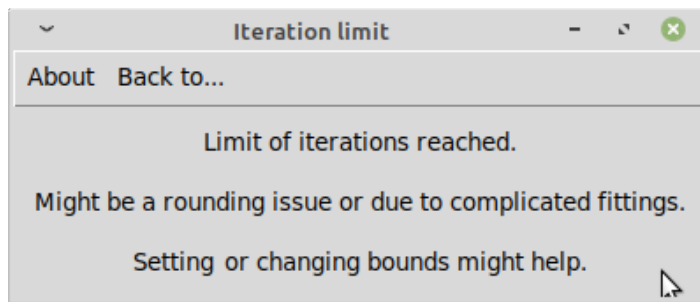 Iteration limit
About Back to...
Limit of iterations reached.
Might be a rounding issue or due to complicated fittings.
Setting or changing bounds might help.